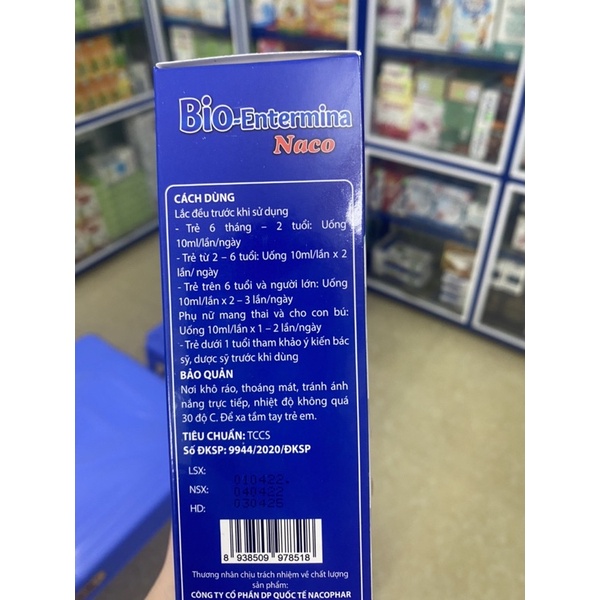 Bio-Entermina
Naco
CÁCH DÙNG
Lắc đều trước khi sử dụng
- Trẻ 6 tháng – 2 tuổi: Uống
10ml/lần/ngày
- Trẻ từ 2 – 6 tuổi: Uống 10ml/lần x 2
lần/ ngày
- Trẻ trên 6 tuổi và người lớn: Uống
10ml/lần x 2 – 3 lần/ngày
Phụ nữ mang thai và cho con bú:
Uống 10ml/lần x 1 – 2 lần/ngày
- Trẻ dưới 1 tuổi tham khảo ý kiến bác
sỹ, dược sỹ trước khi dùng
BẢO QUẢN
Nơi khô ráo, thoáng mát, tránh ánh
nắng trực tiếp, nhiệt độ không quá
30 độ C. Để xa tầm tay trẻ em.
TIÊU CHUẨN: TCCS
Số ĐKSP: 9944/2020/ĐKSP
LSX: 010422.
NSX: 040422.
HD: 030425
8 938509 978518
Thương nhân chịu trách nhiệm về chất lượng
sản phẩm:
CÔNG TY CỔ PHẦN DP QUỐC TẾ NACOPHAR